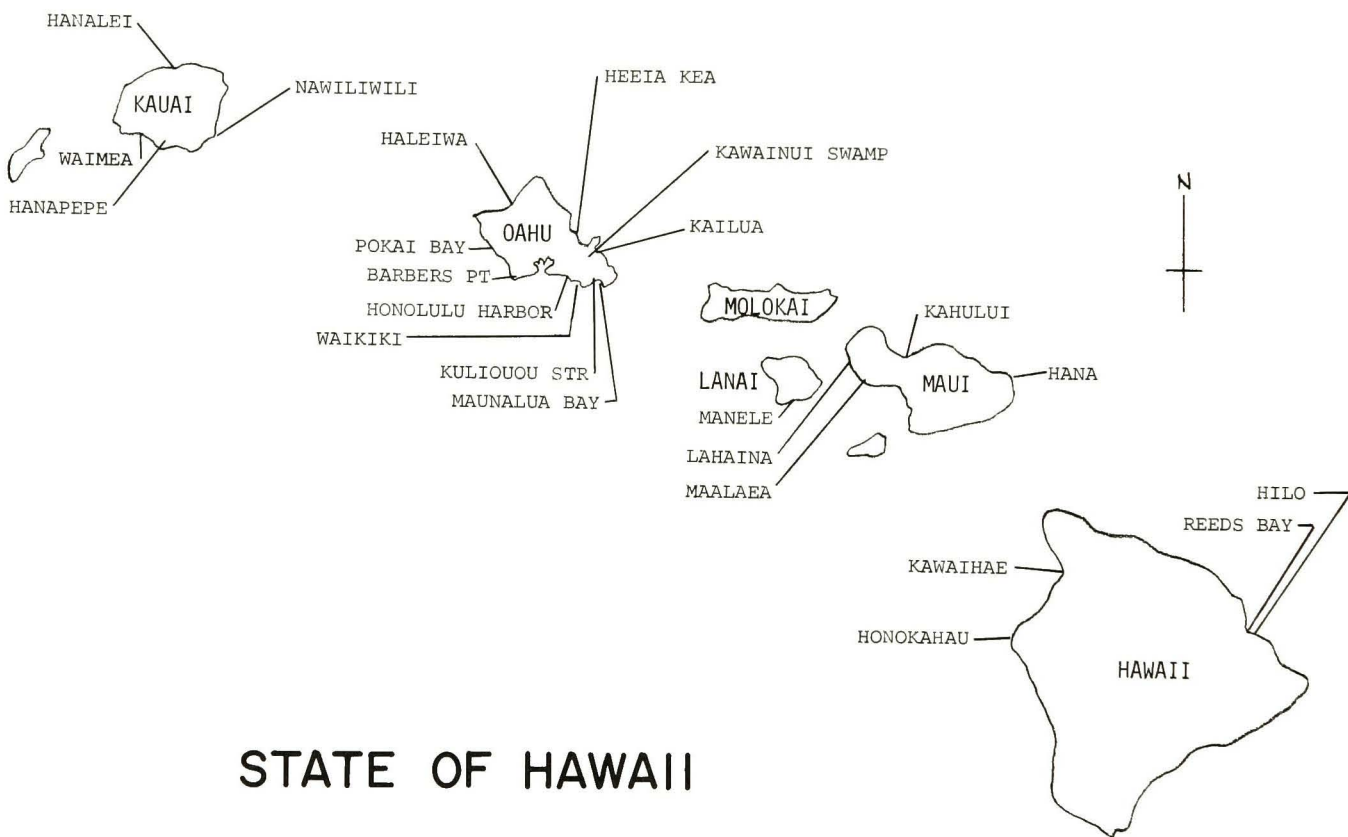 HANALEI
KAUAI
NAWILIWILI
WAIMEA
HANAPEPE
HEEIA KEA
HALEIWA
KAWAINUI SWAMP
OAHU
KAILUA
POKAI BAY
BARBERS PT
HONOLULU HARBOR
WAIKIKI
KULIOUOU STR
MAUNALUA BAY
N
MOLOKAI
KAHULUI
LANAI
MAUI
HANA
MANELE
LAHAINA
MAALAEA
HILO
REEDS BAY
KAWAIHAE
HONOKAHAU
HAWAII
STATE OF HAWAII